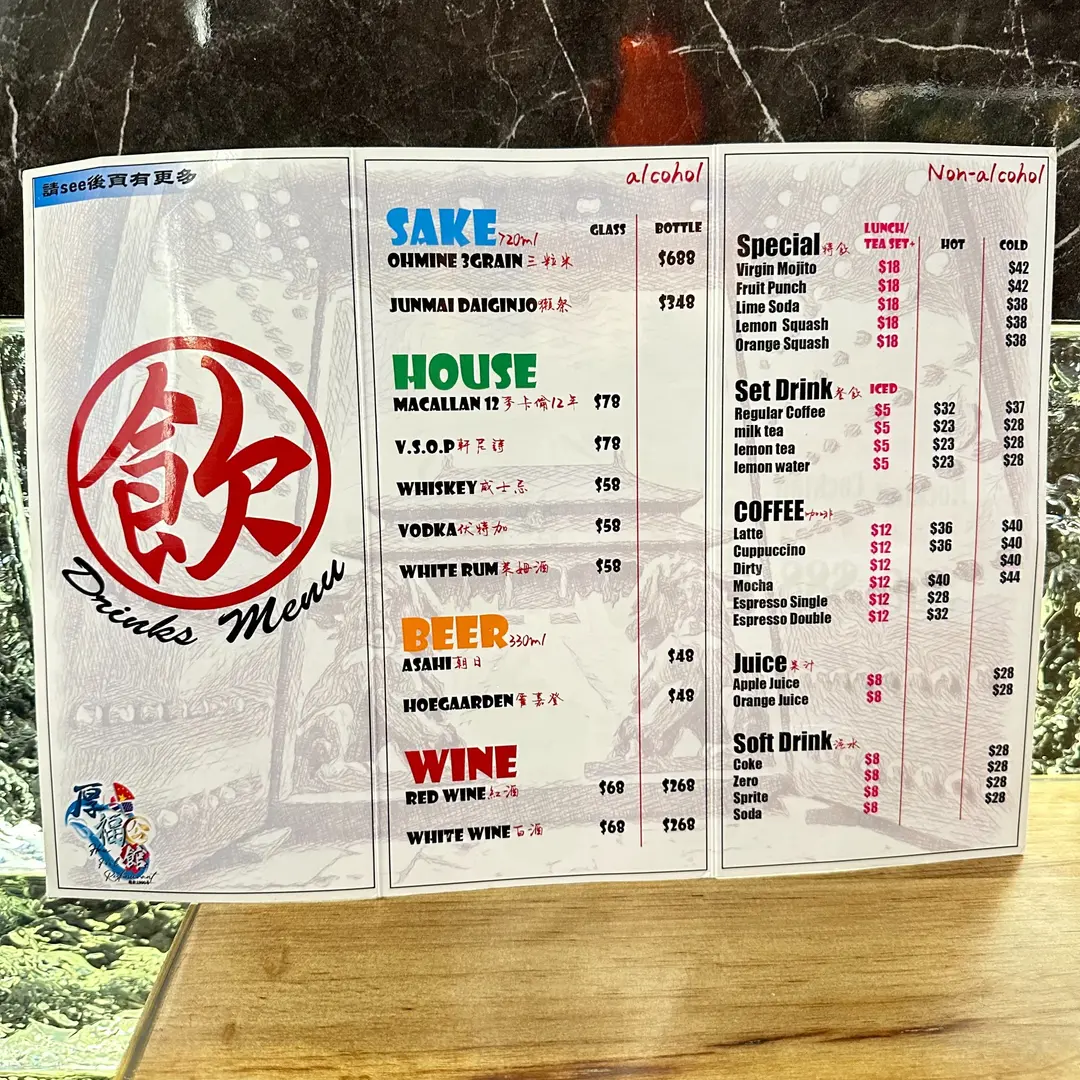 請see後頁有更多
飲
Drinks Menu
厚福會館
alcohol
SAKE 720ml GLASS BOTTLE
OHMINE 3GRAIN 三粒米 $688
JUNMAI DAIGINJO 獺祭 $348
HOUSE
MACALLAN 12 麥卡倫12年 $78
V.S.O.P 軒尼詩 $78
WHISKEY 威士忌 $58
VODKA 伏特加 $58
WHITE RUM 萊姆酒 $58
BEER 330ml
ASAHI 朝日 $48
HOEGAARDEN 賀嘉登 $48
WINE
RED WINE 紅酒 $68 $268
WHITE WINE 白酒 $68 $268
Non-alcohol
Special 特飲 LUNCH/ TEA SET+ HOT COLD
Virgin Mojito $18 $42
Fruit Punch $18 $42
Lime Soda $18 $38
Lemon Squash $18 $38
Orange Squash $18 $38
Set Drink 餐飲 ICED
Regular Coffee $5 $32 $37
milk tea $5 $23 $28
lemon tea $5 $23 $28
lemon water $5 $23 $28
COFFEE 咖啡
Latte $12 $36 $40
Cuppuccino $12 $36 $40
Dirty $12 $40
Mocha $12 $40 $44
Espresso Single $12 $28
Espresso Double $12 $32
Juice 果汁
Apple Juice $8 $28
Orange Juice $8 $28
Soft Drink 汽水
Coke $8 $28
Zero $8 $28
Sprite $8 $28
Soda $8 $28